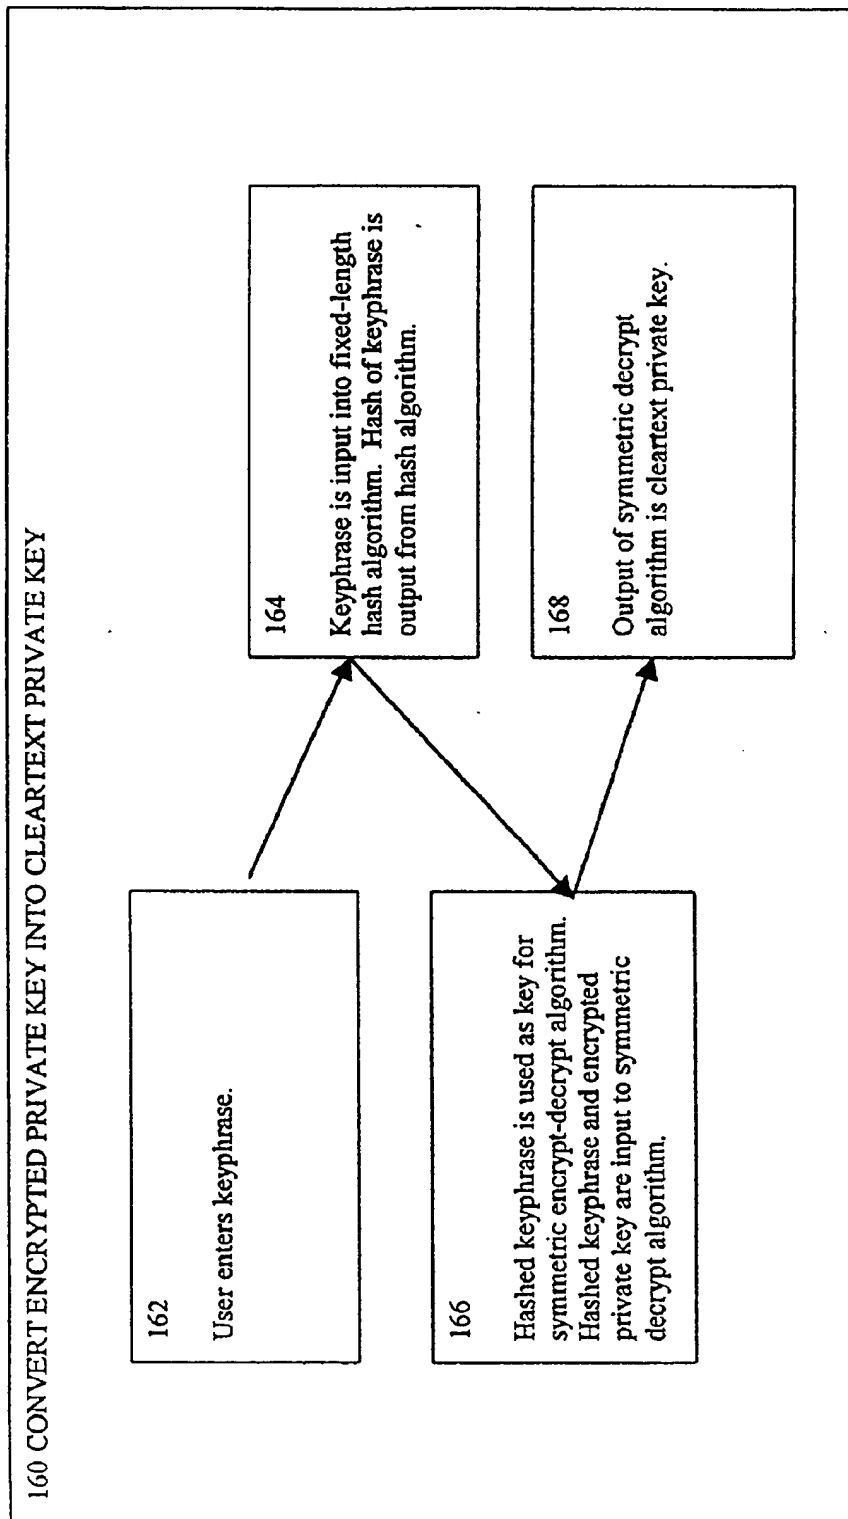 160 CONVERT ENCRYPTED PRIVATE KEY INTO CLEARTEXT PRIVATE KEY
162
User enters keyphrase.
164
Keyphrase is input into fixed-length
hash algorithm. Hash of keyphrase is
output from hash algorithm.
166
Hashed keyphrase is used as key for
symmetric encrypt-decrypt algorithm.
Hashed keyphrase and encrypted
private key are input to symmetric
decrypt algorithm.
168
Output of symmetric decrypt
algorithm is cleartext private key.